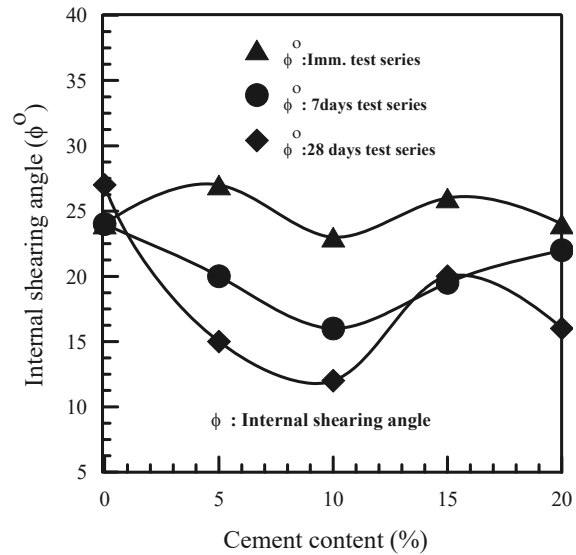 40
35
30
25
20
15
10
5
Internal shearing angle (ϕ°)
ϕ° :Imm. test series
ϕ° : 7days test series
ϕ° :28 days test series
ϕ : Internal shearing angle
0 5 10 15 20
Cement content (%)